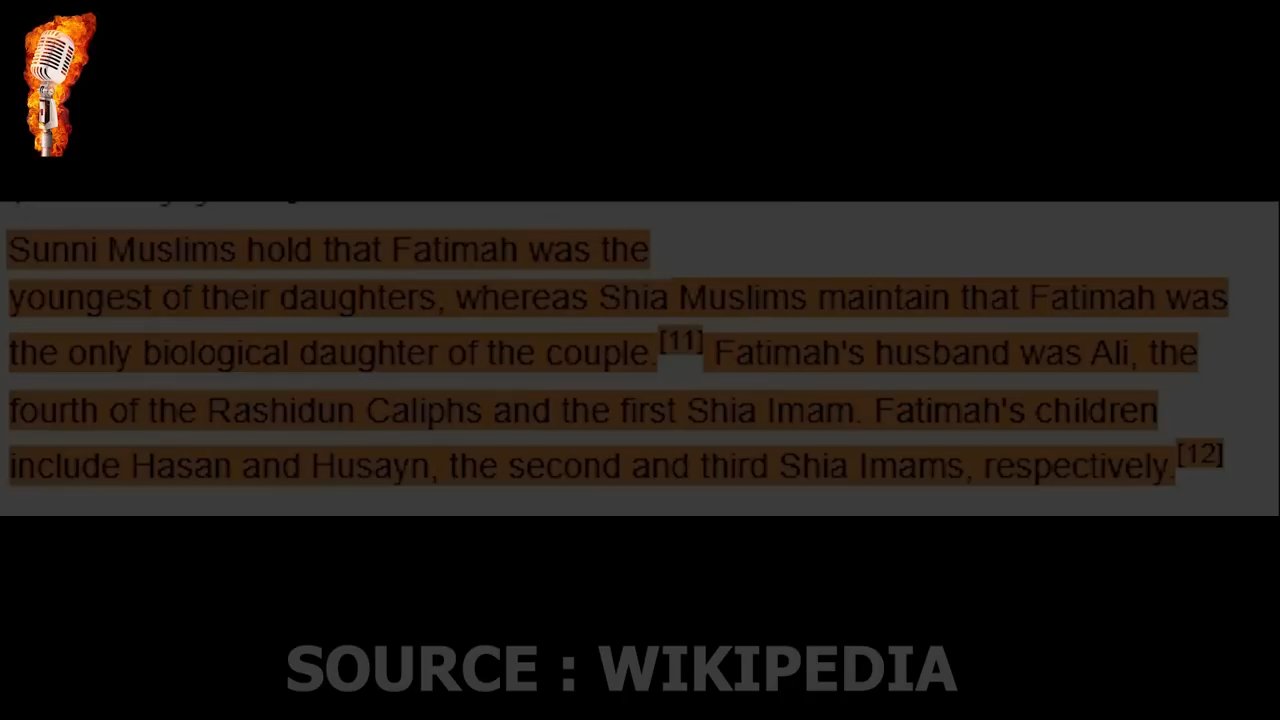 Sunni Muslims hold that Fatimah was the
youngest of their daughters, whereas Shia Muslims maintain that Fatimah was
the only biological daughter of the couple.[11] Fatimah's husband was Ali, the
fourth of the Rashidun Caliphs and the first Shia Imam. Fatimah's children
include Hasan and Husayn, the second and third Shia Imams, respectively.[12]
SOURCE : WIKIPEDIA